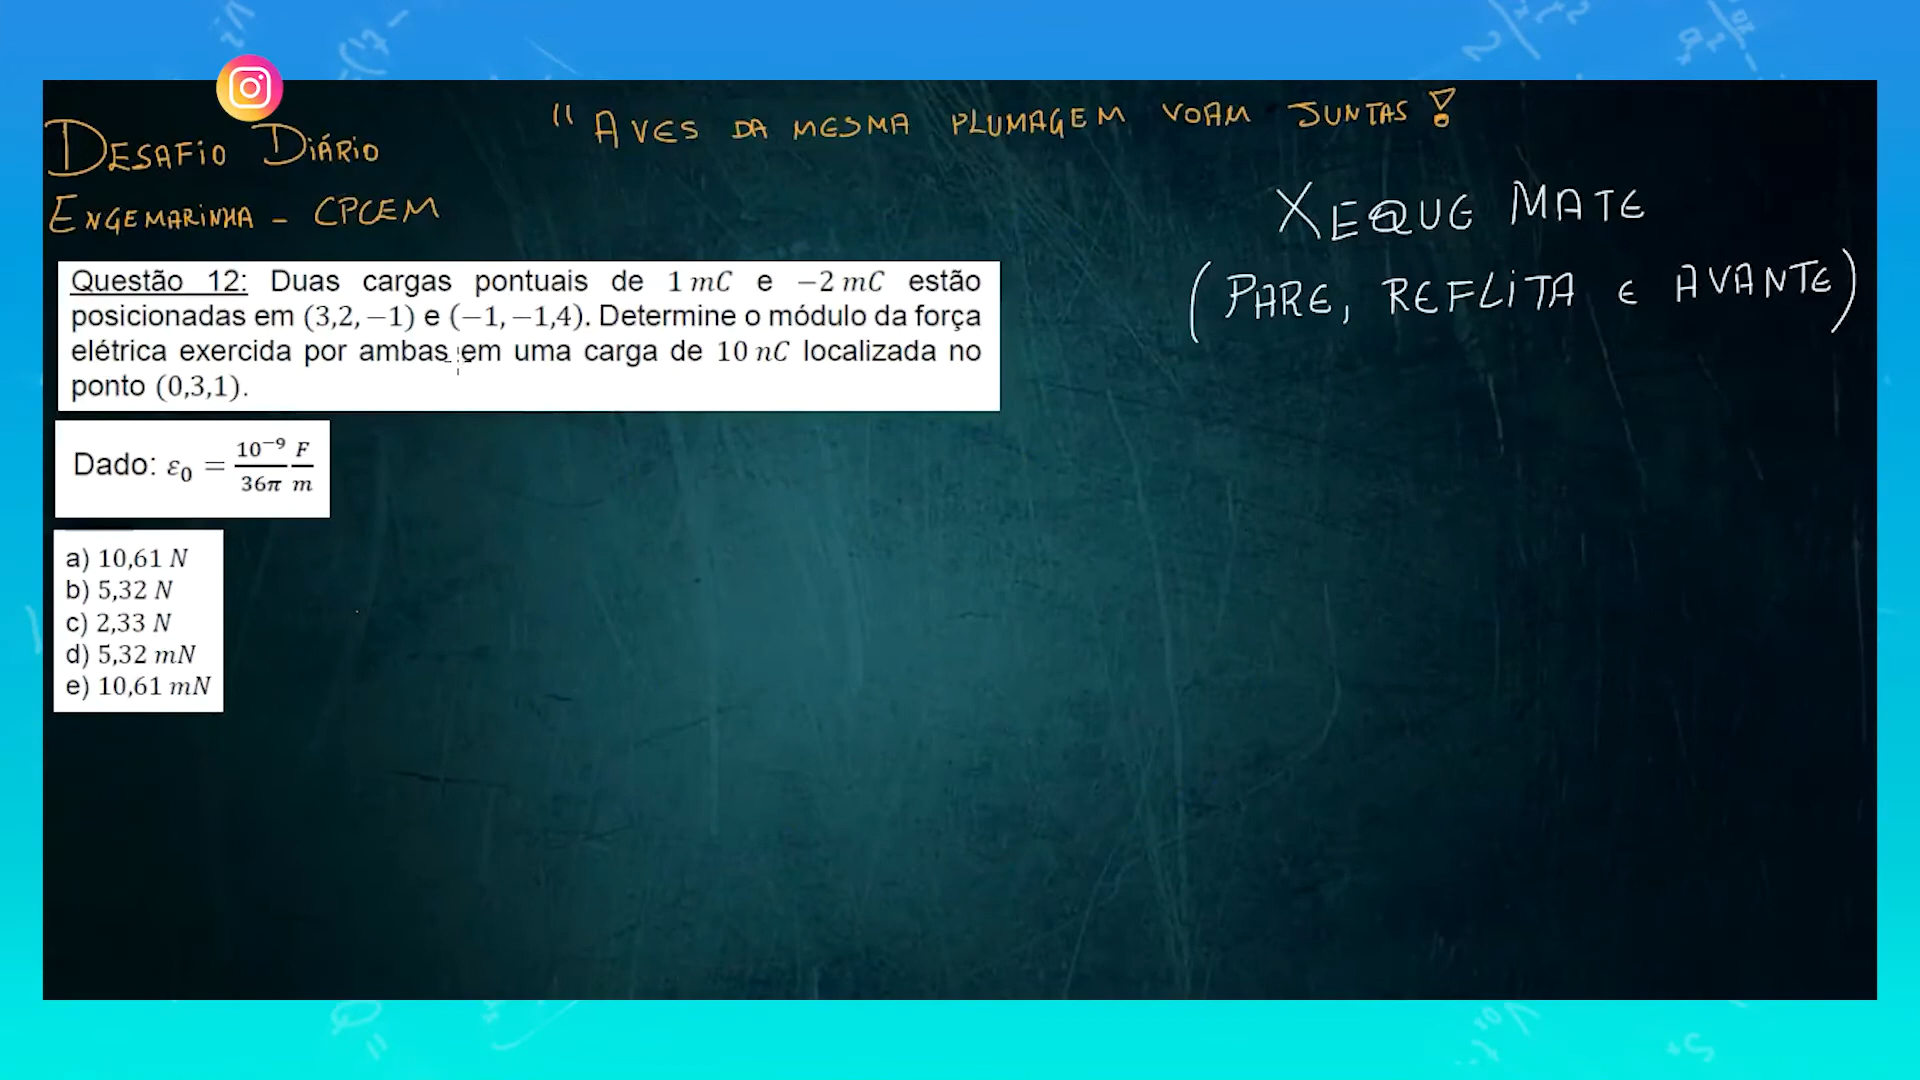 " AVES DA MESMA PLUMAGEM VOAM JUNTAS !
DESAFIO DIÁRIO
ENGEMARINHA - CPCEM
XEQUE MATE
(PARE, REFLITA E AVANTE)
Questão 12: Duas cargas pontuais de 1 mC e −2 mC estão
posicionadas em (3,2,−1) e (−1,−1,4). Determine o módulo da força
elétrica exercida por ambas em uma carga de 10 nC localizada no
ponto (0,3,1).
Dado: ε₀ = 10⁻⁹/36π F/m
a) 10,61 N
b) 5,32 N
c) 2,33 N
d) 5,32 mN
e) 10,61 mN